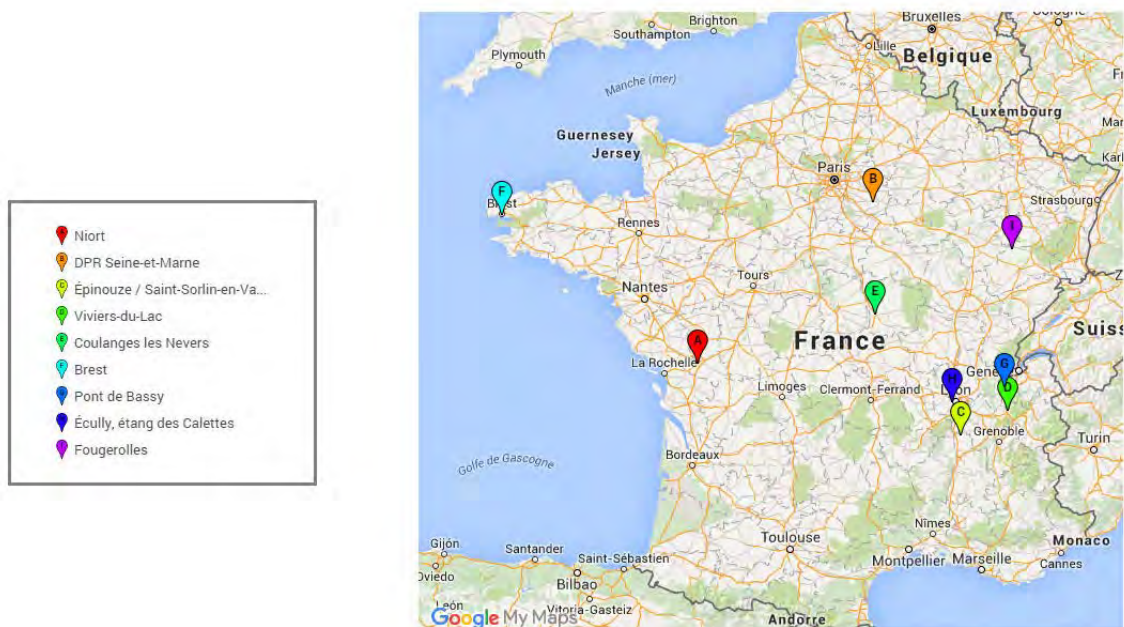 A Niort
B DPR Seine-et-Marne
C Épinouze / Saint-Sorlin-en-Va...
D Viviers-du-Lac
E Coulanges les Nevers
F Brest
G Pont de Bassy
H Écully, étang des Calettes
I Fougerolles
Brighton
Southampton
Plymouth
Bruxelles
Cologne
Lille
Belgique
Manche (mer)
Luxembourg
Guernesey
Jersey
Paris
B
Strasbourg
F
Brest
Rennes
I
Tours
Nantes
E
France
Suiss
A
La Rochelle
Limoges
Clermont-Ferrand
G
Genè
H
Lyon
D
C
Grenoble
Turin
Bordeaux
Golfe de Gascogne
Nîmes
Monaco
Toulouse
Montpellier
Marseille
Cannes
Gijón
Santander
Saint-Sébastien
Oviedo
Bilbao
León
Vitoria-Gasteiz
Google My Maps
Andorre